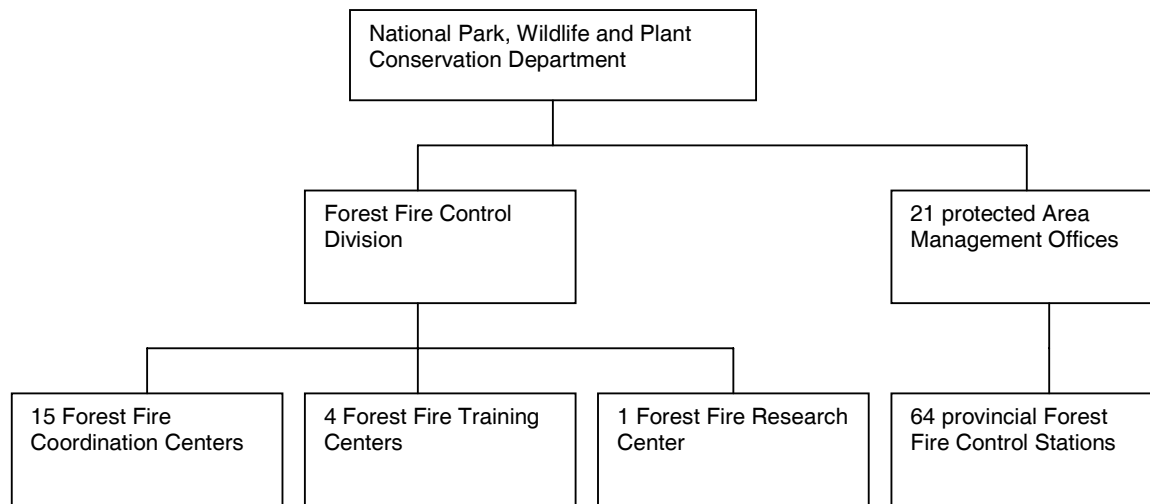 National Park, Wildlife and Plant
Conservation Department
Forest Fire Control
Division
21 protected Area
Management Offices
15 Forest Fire
Coordination Centers
4 Forest Fire Training
Centers
1 Forest Fire Research
Center
64 provincial Forest
Fire Control Stations